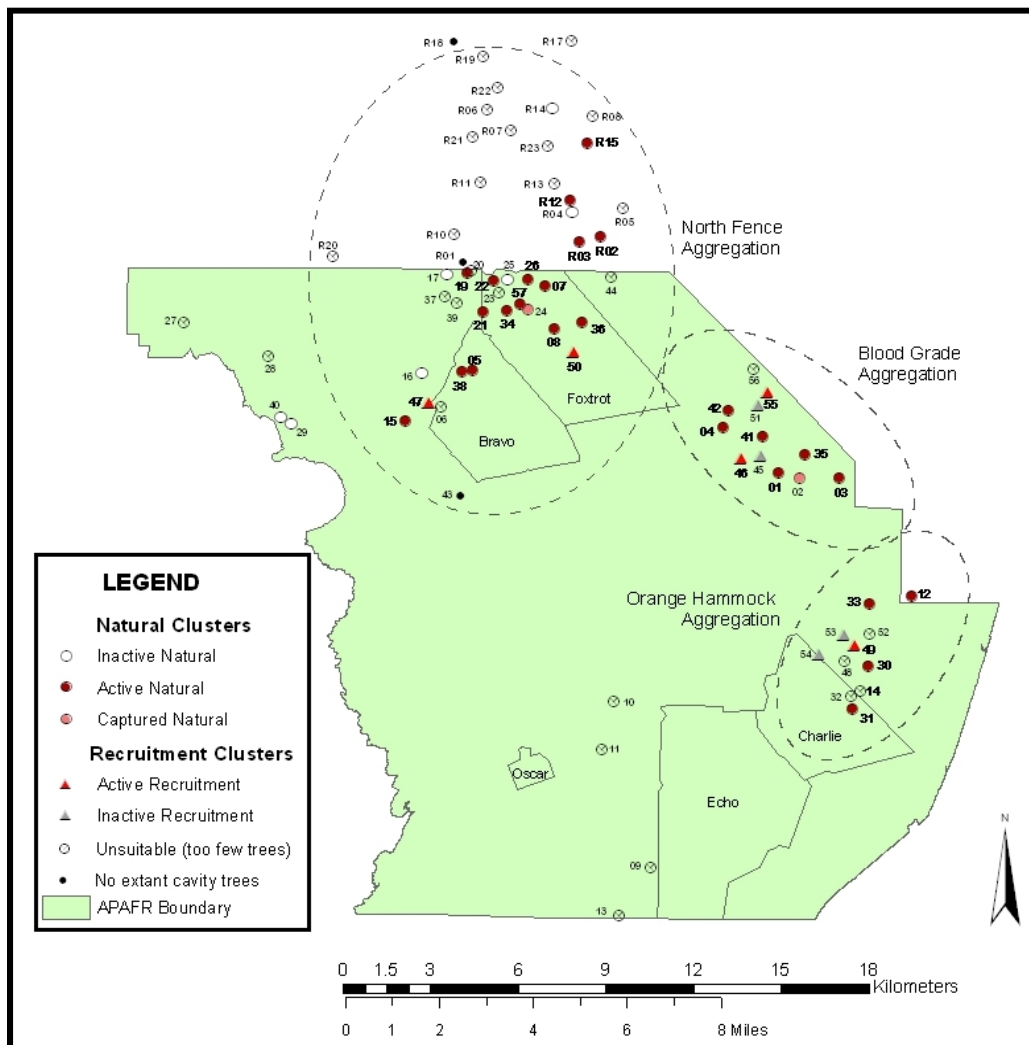 R18
R17
R19
R22
R06
R14
R08
R21
R07
R23
R15
R11
R13
R12
R04
R05
North Fence
Aggregation
R10
R03
R02
R20
R01
20
25
26
17
19
22
57
07
44
37
39
23
21
34
24
08
36
27
28
16
05
38
50
Foxtrot
Blood Grade
Aggregation
56
47
06
15
40
29
Bravo
42
51
55
04
41
46
45
35
01
02
03
43
LEGEND
Natural Clusters
Inactive Natural
Active Natural
Captured Natural
Recruitment Clusters
Active Recruitment
Inactive Recruitment
Unsuitable (too few trees)
No extant cavity trees
APAFR Boundary
Orange Hammock
Aggregation
33
12
53
52
54
49
48
30
14
32
31
Charlie
10
11
Oscar
Echo
09
13
N
0 1.5 3 6 9 12 18
Kilometers
0 1 2 4 6 8 Miles